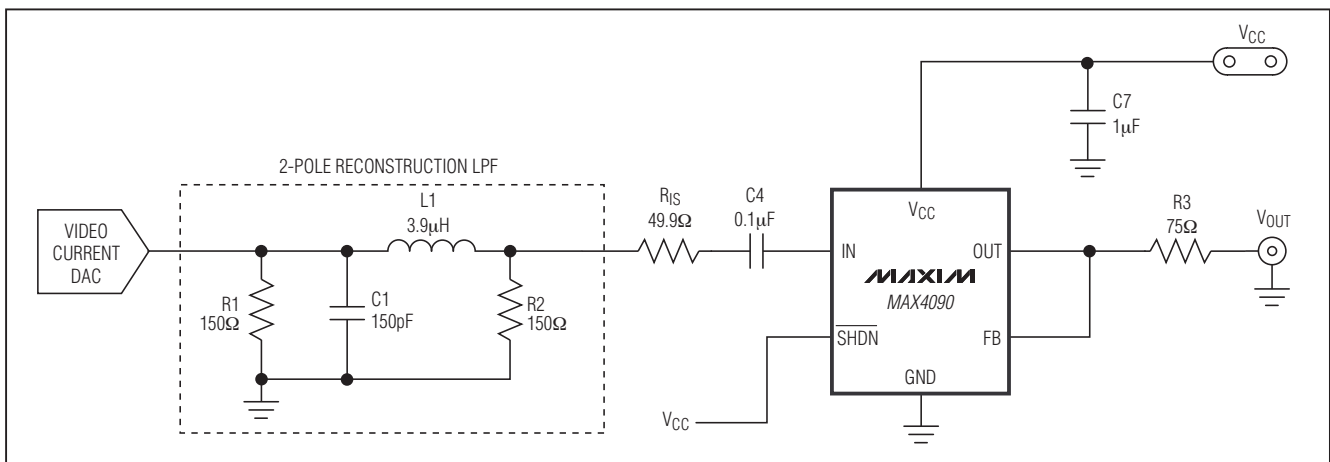 VCC
C7
1μF
2-POLE RECONSTRUCTION LPF
L1
3.9μH
RIS
49.9Ω
C4
0.1μF
VCC
R3
75Ω
VOUT
VIDEO
CURRENT
DAC
IN
OUT
MAXIM
MAX4090
R1
150Ω
C1
150pF
R2
150Ω
SHDN
FB
GND
VCC